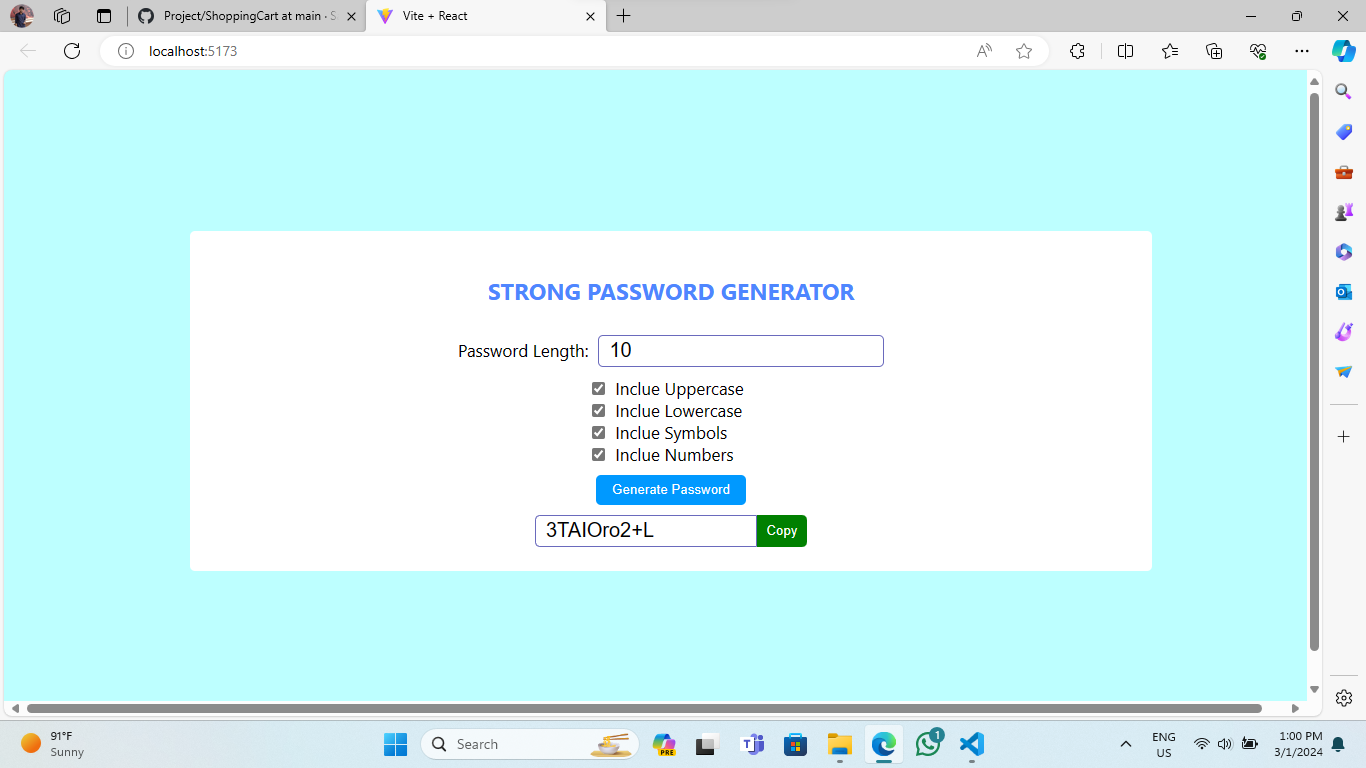 Project/ShoppingCart at main · S
Vite + React
localhost:5173
STRONG PASSWORD GENERATOR
Password Length: 10
Inclue Uppercase
Inclue Lowercase
Inclue Symbols
Inclue Numbers
Generate Password
3TAIOro2+L Copy
91°F
Sunny
Search
PRE
1
ENG
US
1:00 PM
3/1/2024